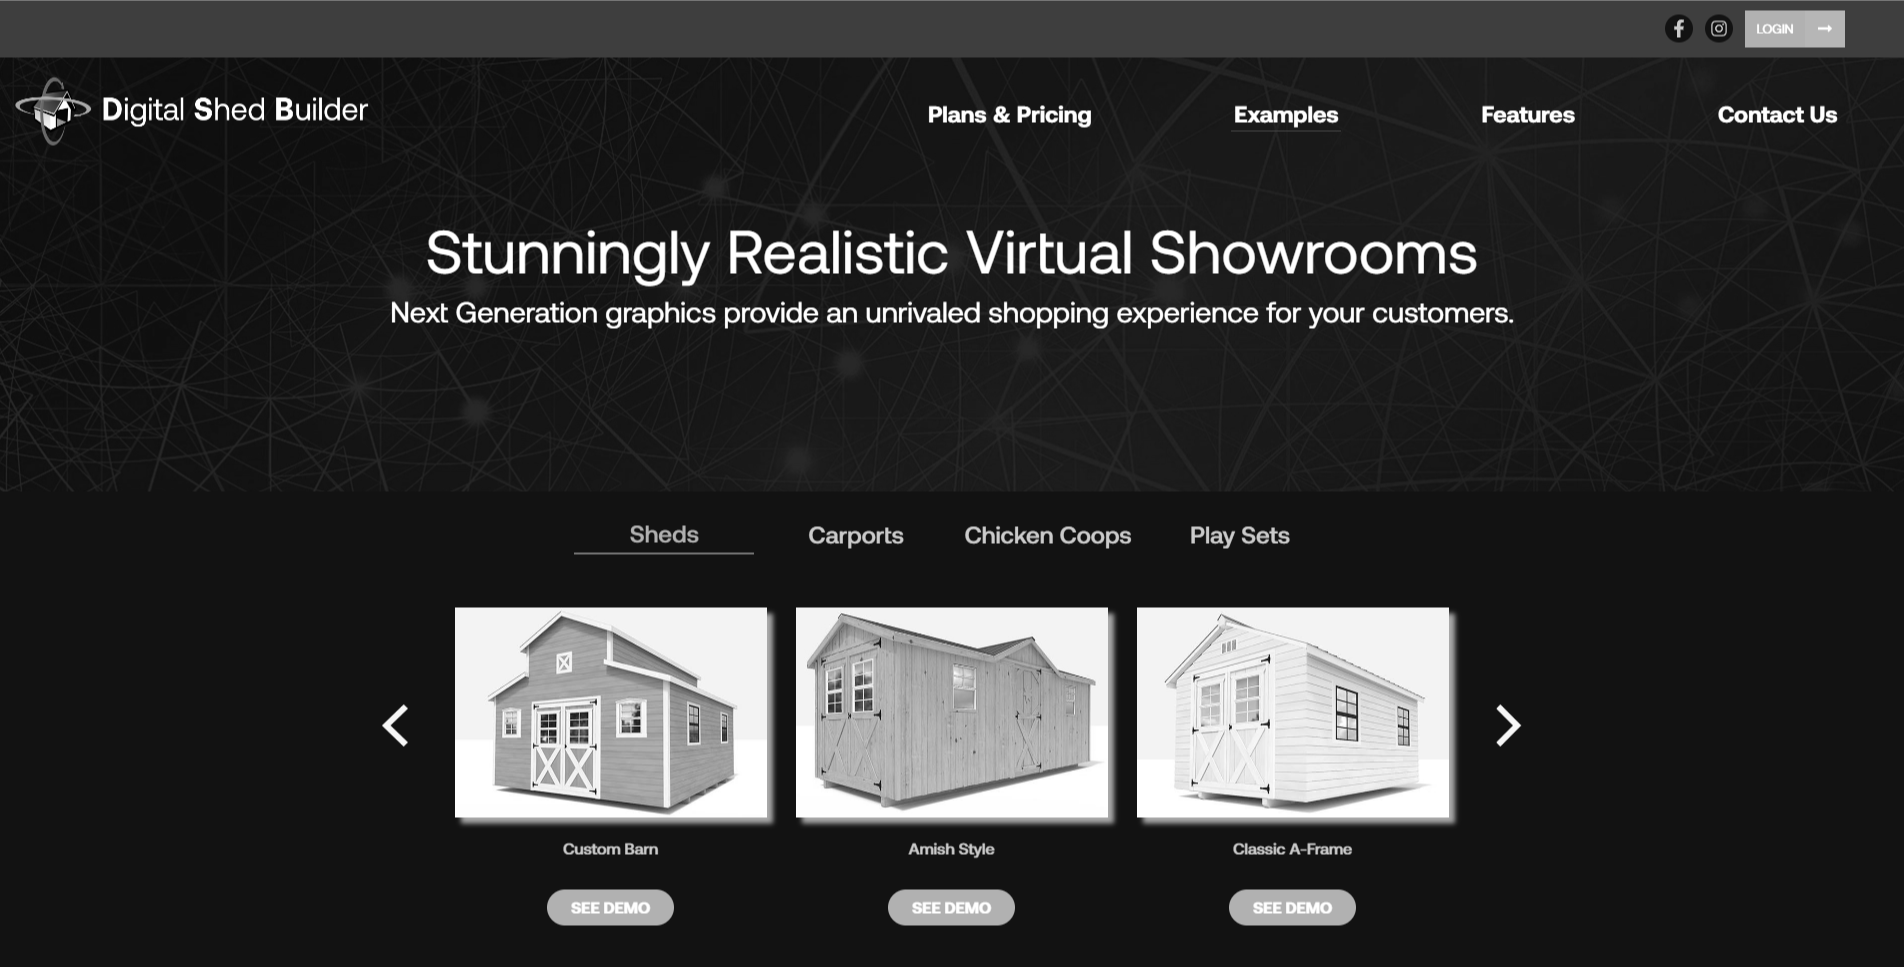 LOGIN
Digital Shed Builder
Plans & Pricing
Examples
Features
Contact Us
Stunningly Realistic Virtual Showrooms
Next Generation graphics provide an unrivaled shopping experience for your customers.
Sheds
Carports
Chicken Coops
Play Sets
Custom Barn
Amish Style
Classic A-Frame
SEE DEMO
SEE DEMO
SEE DEMO